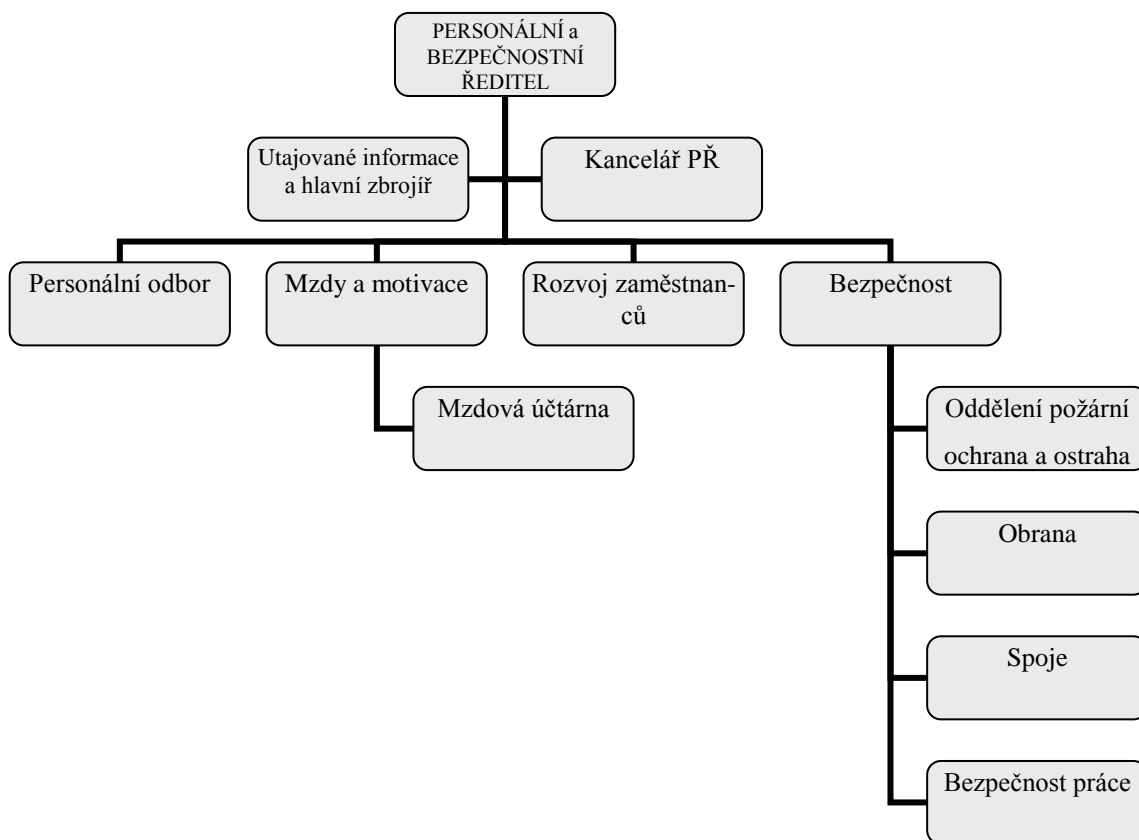 PERSONÁLNÍ a
BEZPEČNOSTNÍ
ŘEDITEL
Utajované informace
a hlavní zbrojíř
Kancelář PŘ
Personální odbor
Mzdy a motivace
Rozvoj zaměstnan-
ců
Bezpečnost
Mzdová účtárna
Oddělení požární
ochrana a ostraha
Obrana
Spoje
Bezpečnost práce